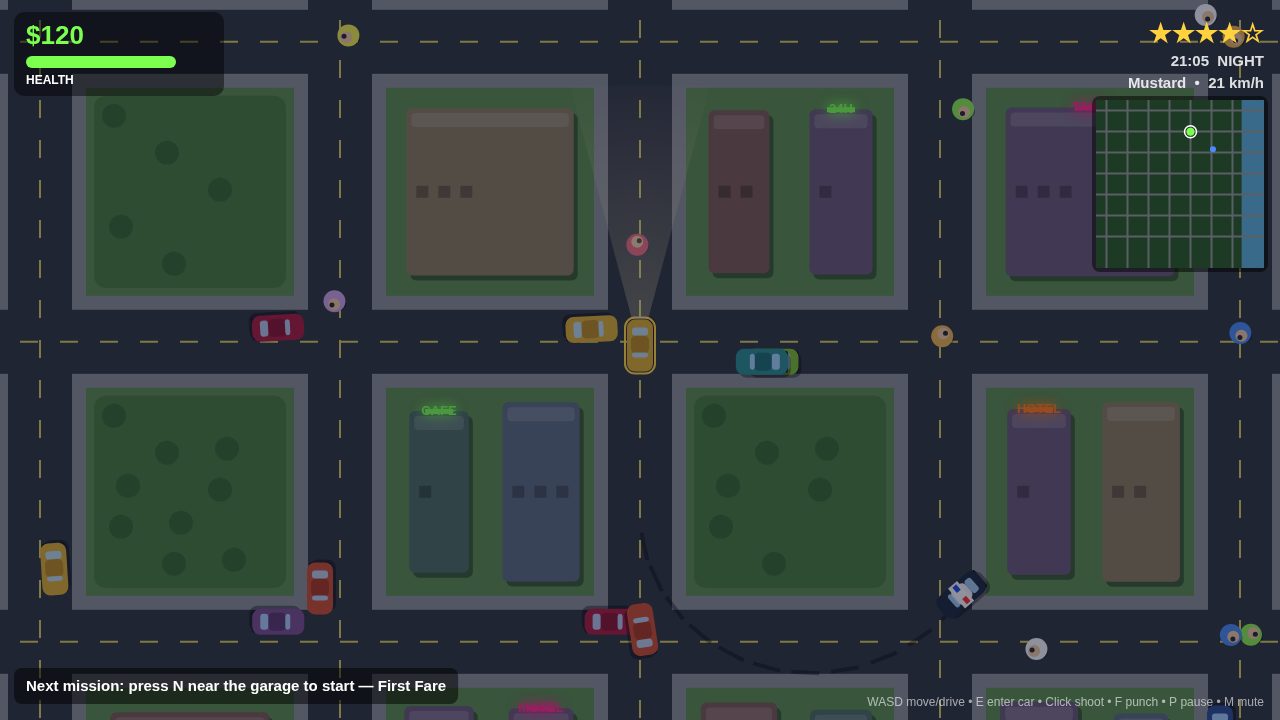 $120
HEALTH
★★★★☆
21:05 NIGHT
Mustard • 21 km/h
24H
CAFE
HOTEL
Next mission: press N near the garage to start — First Fare
WASD move/drive • E enter car • Click shoot • F punch • P pause • M mute